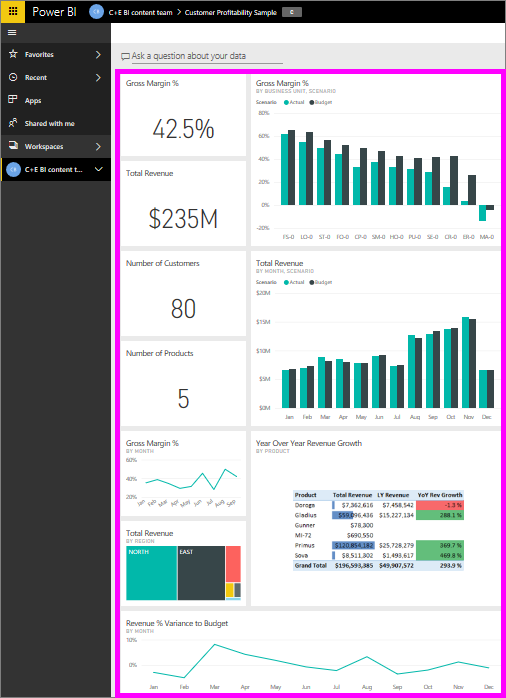 Power BI C+E BI content team > Customer Profitability Sample C
Ask a question about your data
Favorites
Recent
Apps
Shared with me
Workspaces
C+E BI content t...
Gross Margin %
42.5%
Total Revenue
$235M
Number of Customers
80
Number of Products
5
Gross Margin %
BY BUSINESS UNIT, SCENARIO
Scenario Actual Budget
80%
60%
40%
20%
0%
-20%
FS-0 LO-0 ST-0 FO-0 CP-0 SM-0 HO-0 PU-0 SE-0 CR-0 ER-0 MA-0
Total Revenue
BY MONTH, SCENARIO
Scenario Actual Budget
$20M
$15M
$10M
$5M
$0M
Jan Feb Mar Apr May Jun Jul Aug Sep Oct Nov Dec
Gross Margin %
BY MONTH
60%
40%
20%
Jan Feb Mar Apr May Jun Jul Aug Sep
Total Revenue
BY REGION
NORTH EAST
Year Over Year Revenue Growth
BY PRODUCT
Product Total Revenue LY Revenue YoY Rev Growth
Doroga $7,362,616 $7,458,542 -1.3 %
Gladius $59,096,436 $15,227,134 288.1 %
Gunner $78,300
MI-72 $690,550
Primus $120,854,182 $25,728,279 369.7 %
Sova $8,511,302 $1,493,617 469.8 %
Grand Total $196,593,385 $49,907,572 293.9 %
Revenue % Variance to Budget
BY MONTH
10%
0%
Jan Feb Mar Apr May Jun Jul Aug Sep Oct Nov Dec